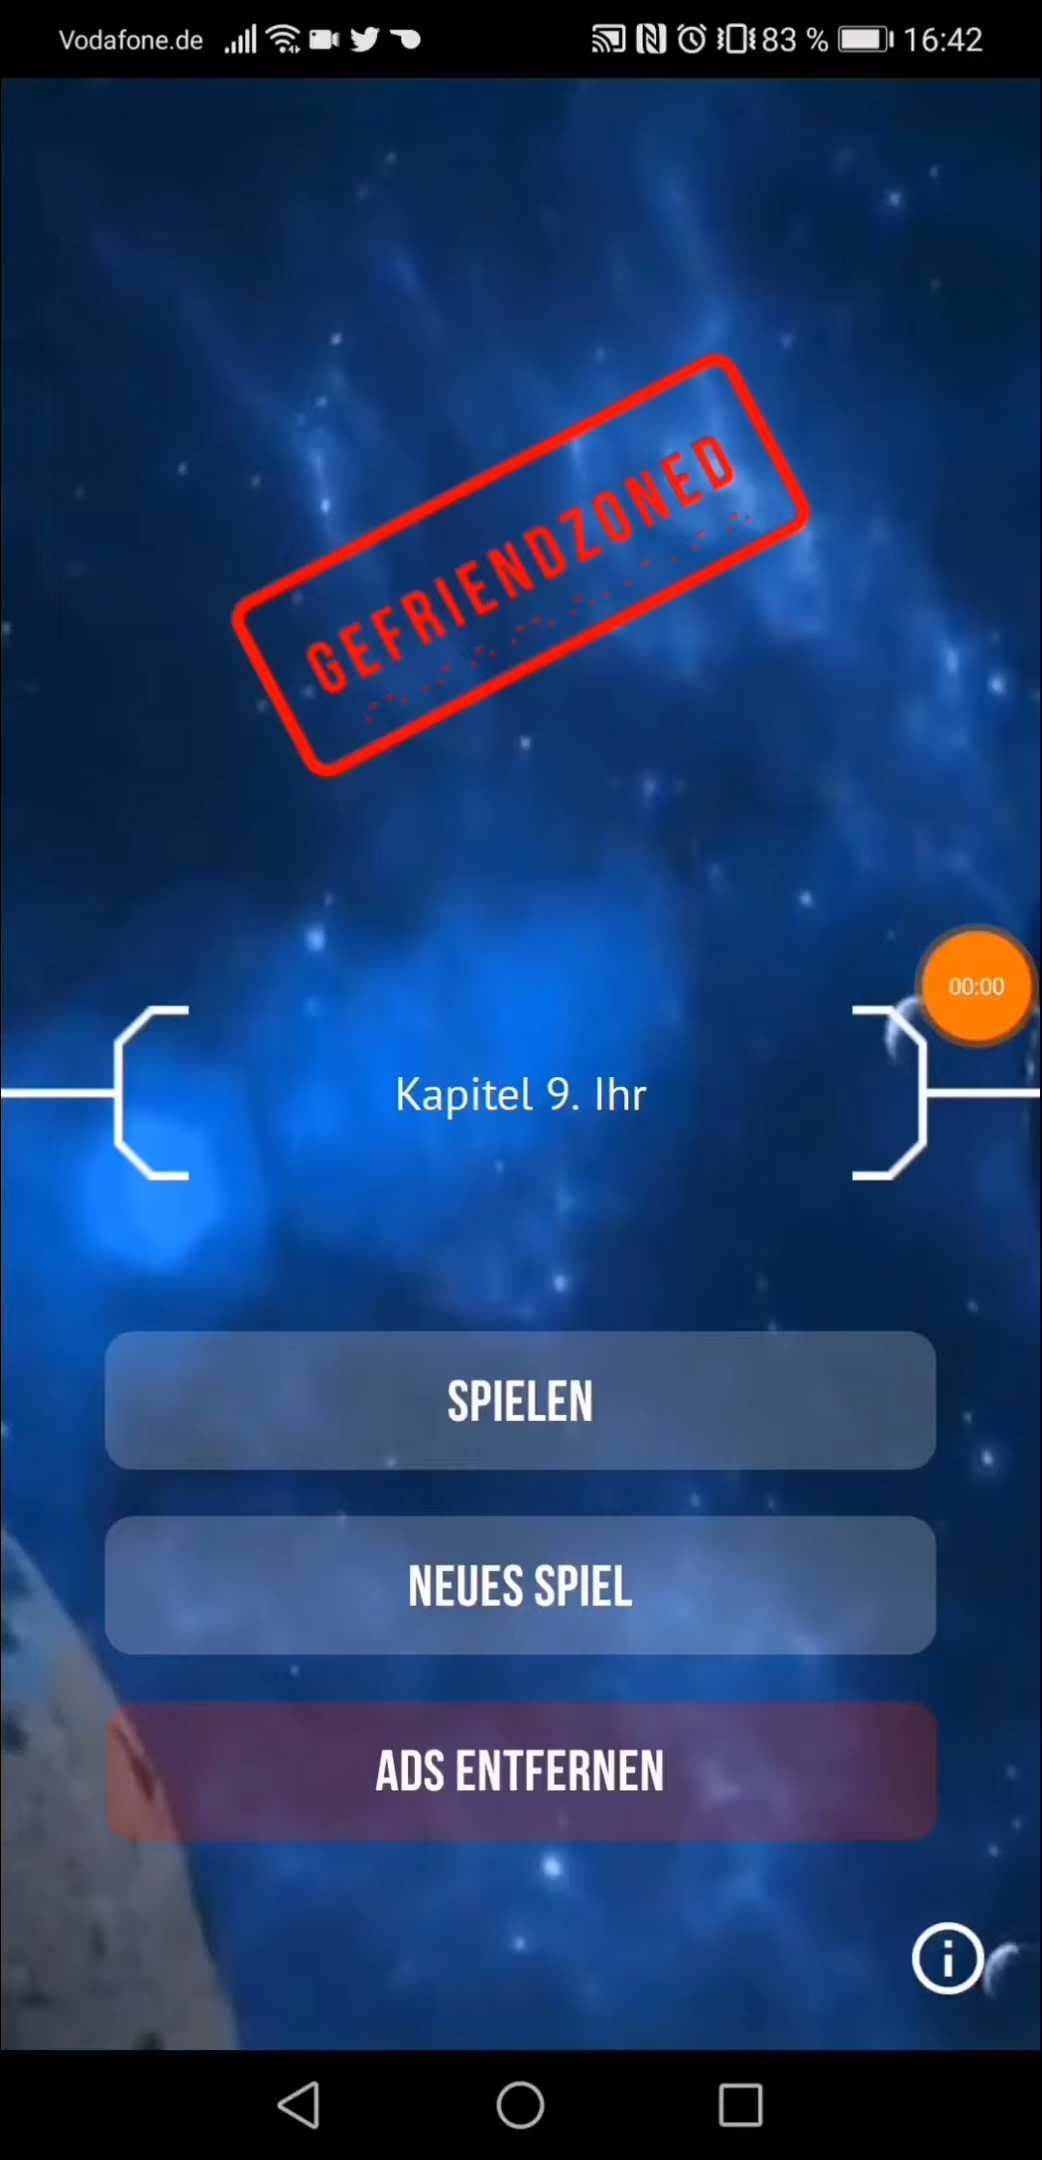 Vodafone.de 83 % 16:42
GEFRIENDZONED
00:00
Kapitel 9. Ihr
SPIELEN
NEUES SPIEL
ADS ENTFERNEN